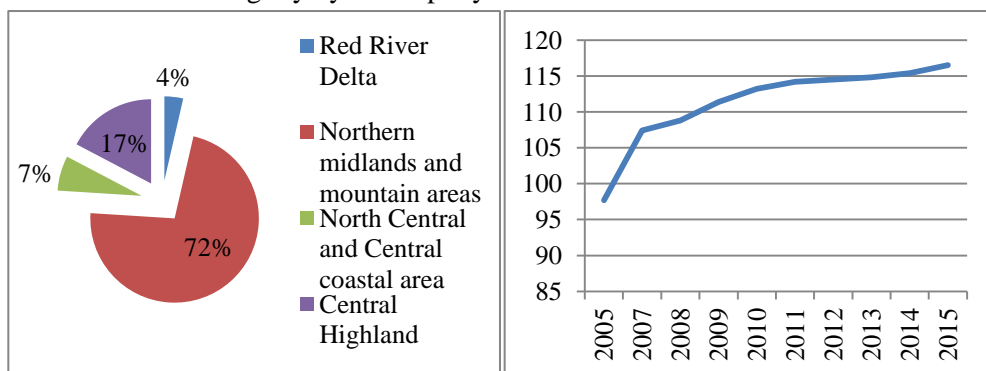 4%
17%
7%
72%
Red River
Delta
Northern
midlands and
mountain areas
North Central
and Central
coastal area
Central
Highland
120
115
110
105
100
95
90
85
2005
2007
2008
2009
2010
2011
2012
2013
2014
2015